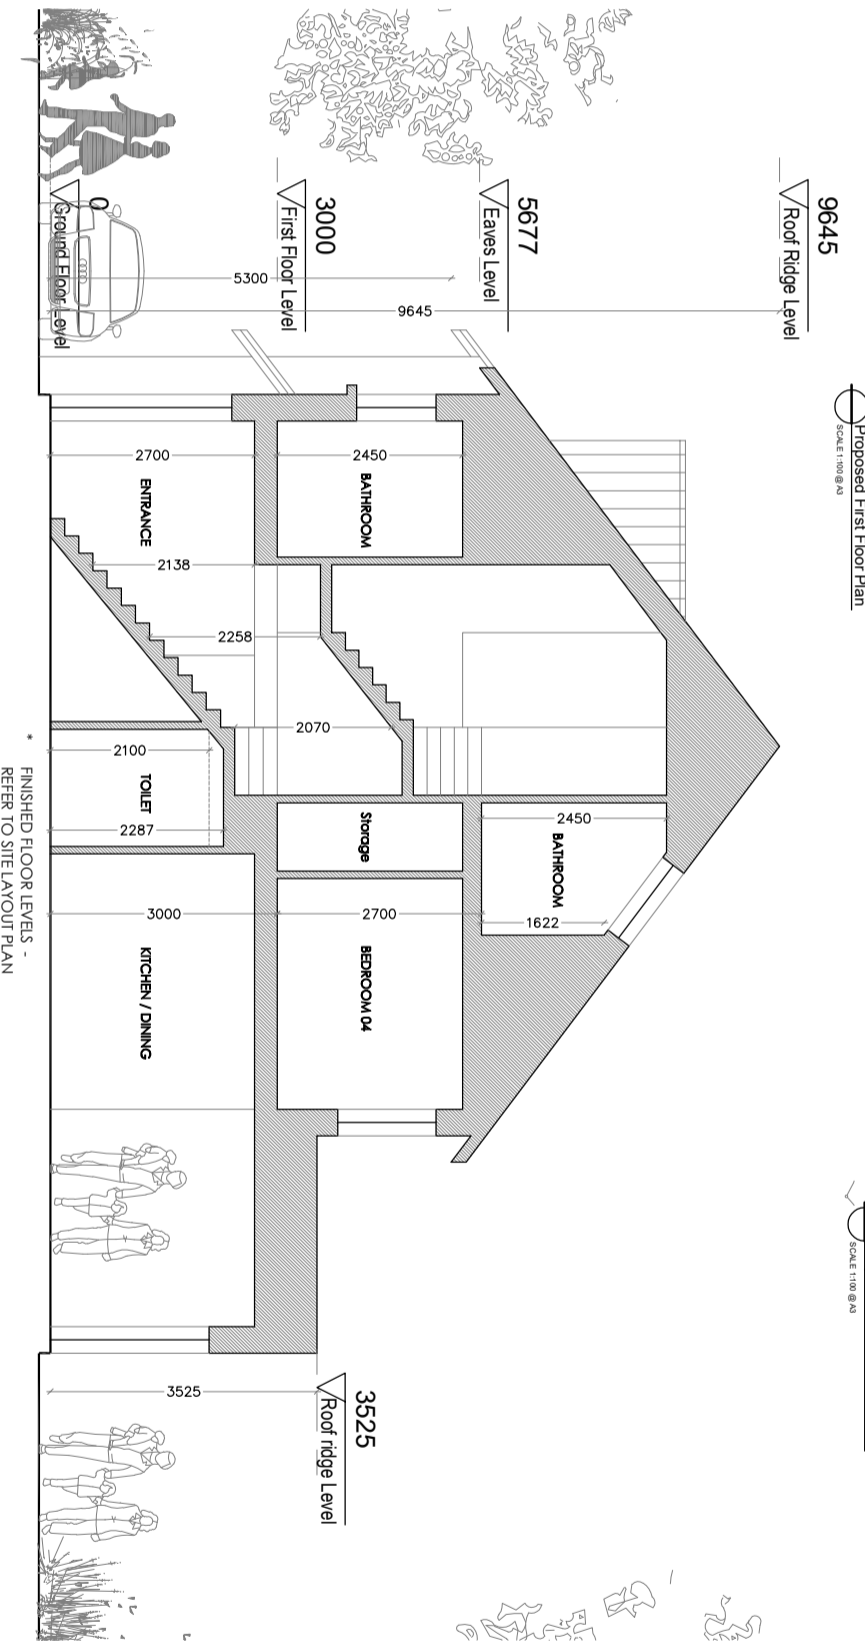 Proposed First Floor Plan
SCALE 1:100 @ A3
SCALE 1:100 @ A3
9645
Roof Ridge Level
5677
Eaves Level
3000
First Floor Level
0
Ground Floor Level
5300
9645
3525
Roof ridge Level
3525
2450
BATHROOM
1622
2450
BATHROOM
2700
ENTRANCE
2138
2258
2070
Storage
2700
BEDROOM 04
2100
TOILET
2287
3000
KITCHEN / DINING
* FINISHED FLOOR LEVELS -
REFER TO SITE LAYOUT PLAN